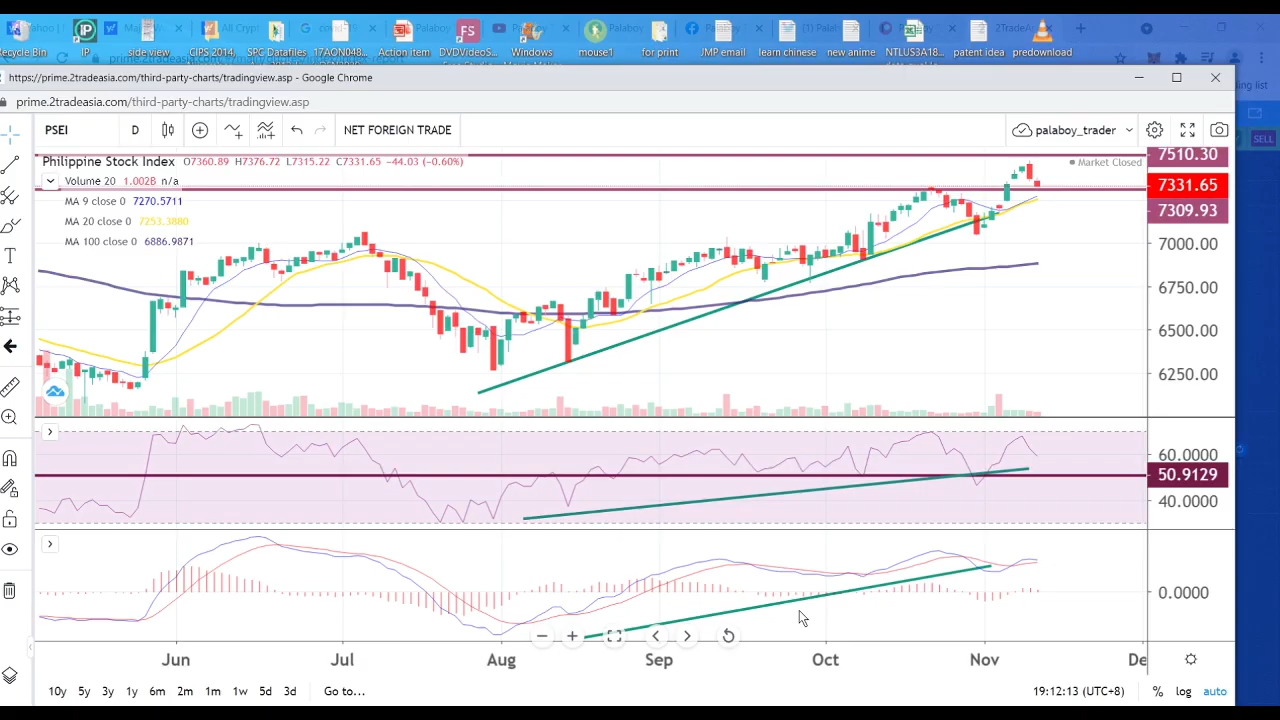 Recycle Bin
IP
side view
CIPS 2014,
SPC Datafiles
17AON048...
Action item
DVDVideoS...
Windows
mouse1
for print
JMP email
learn chinese
new anime
NTLUS3A18...
patent idea
predownload
https://prime.2tradeasia.com/third-party-charts/tradingview.asp - Google Chrome
prime.2tradeasia.com/third-party-charts/tradingview.asp
PSEI D NET FOREIGN TRADE palaboy_trader
Philippine Stock Index O7360.89 H7376.72 L7315.22 C7331.65 -44.03 (-0.60%)
Market Closed
Volume 20 1.002B n/a
MA 9 close 0 7270.5711
MA 20 close 0 7253.3880
MA 100 close 0 6886.9871
7510.30
7331.65
7309.93
7000.00
6750.00
6500.00
6250.00
60.0000
50.9129
40.0000
0.0000
Jun Jul Aug Sep Oct Nov De
10y 5y 3y 1y 6m 2m 1m 1w 5d 3d Go to... 19:12:13 (UTC+8) % log auto
SELL